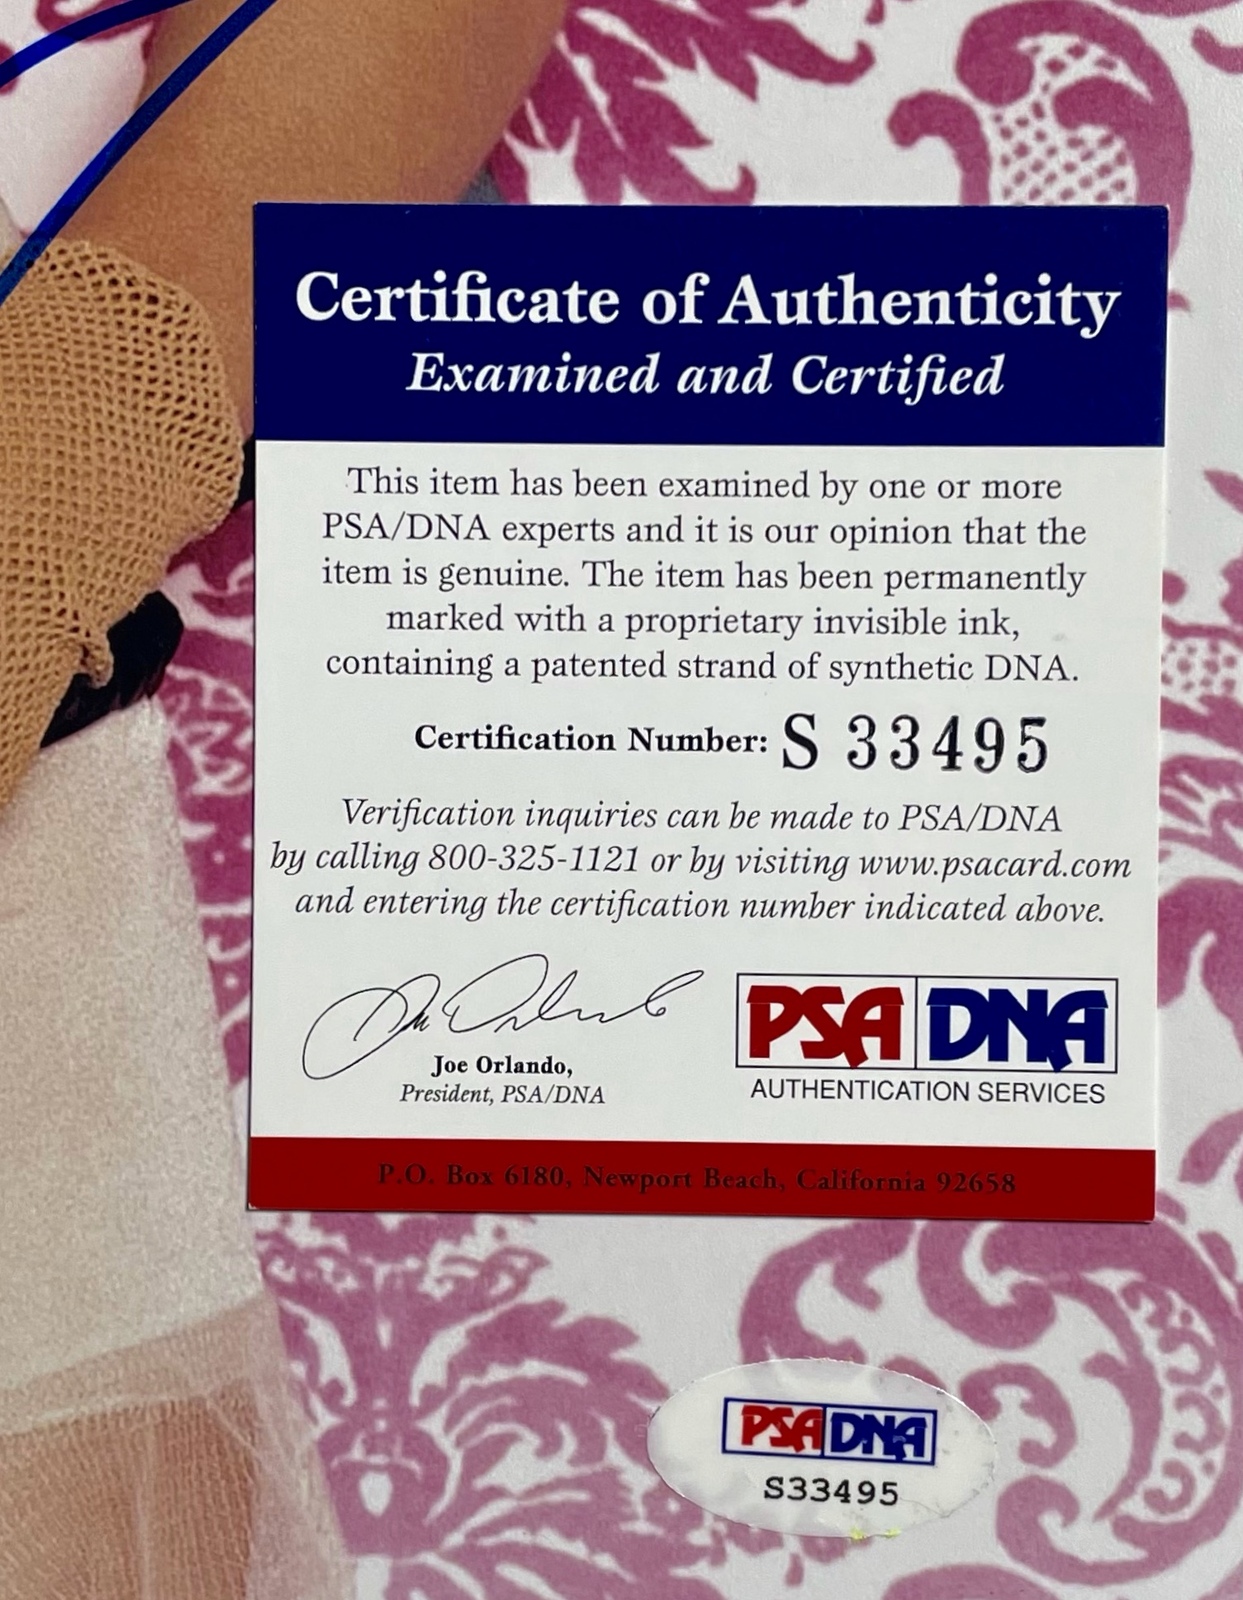 Certificate of Authenticity
Examined and Certified
This item has been examined by one or more
PSA/DNA experts and it is our opinion that the
item is genuine. The item has been permanently
marked with a proprietary invisible ink,
containing a patented strand of synthetic DNA.
Certification Number: S 33495
Verification inquiries can be made to PSA/DNA
by calling 800-325-1121 or by visiting www.psacard.com
and entering the certification number indicated above.
Joe Orlando,
President, PSA/DNA
PSA DNA
AUTHENTICATION SERVICES
P.O. Box 6180, Newport Beach, California 92658
PSA DNA
S33495